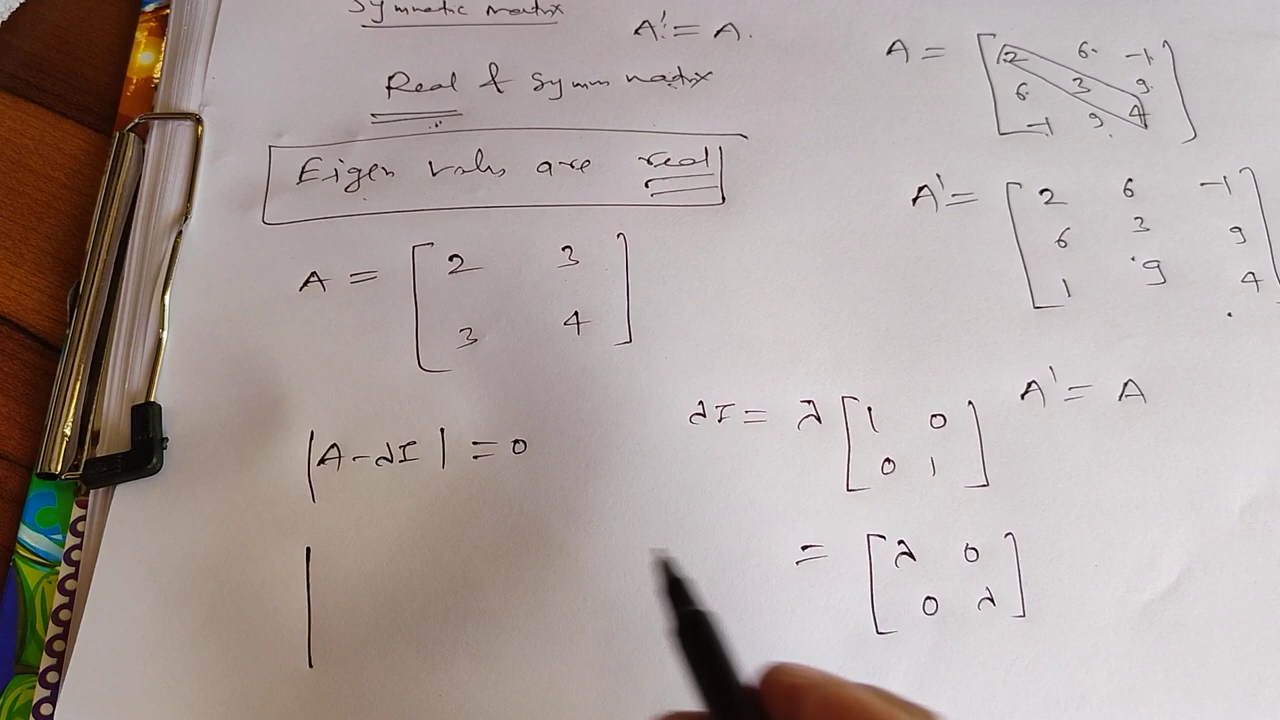 Symmetic matrix
A' = A.
Real & symm matrix
Eigen values are real
A = [ 2 6. -1
6. 3 9.
-1 9. 4 ]
A' = [ 2 6 -1
6 3 9
1 9 4 ]
A' = A
A = [ 2 3
3 4 ]
|A - λI| = 0
λI = λ [ 1 0
0 1 ]
= [ λ 0
0 λ ]